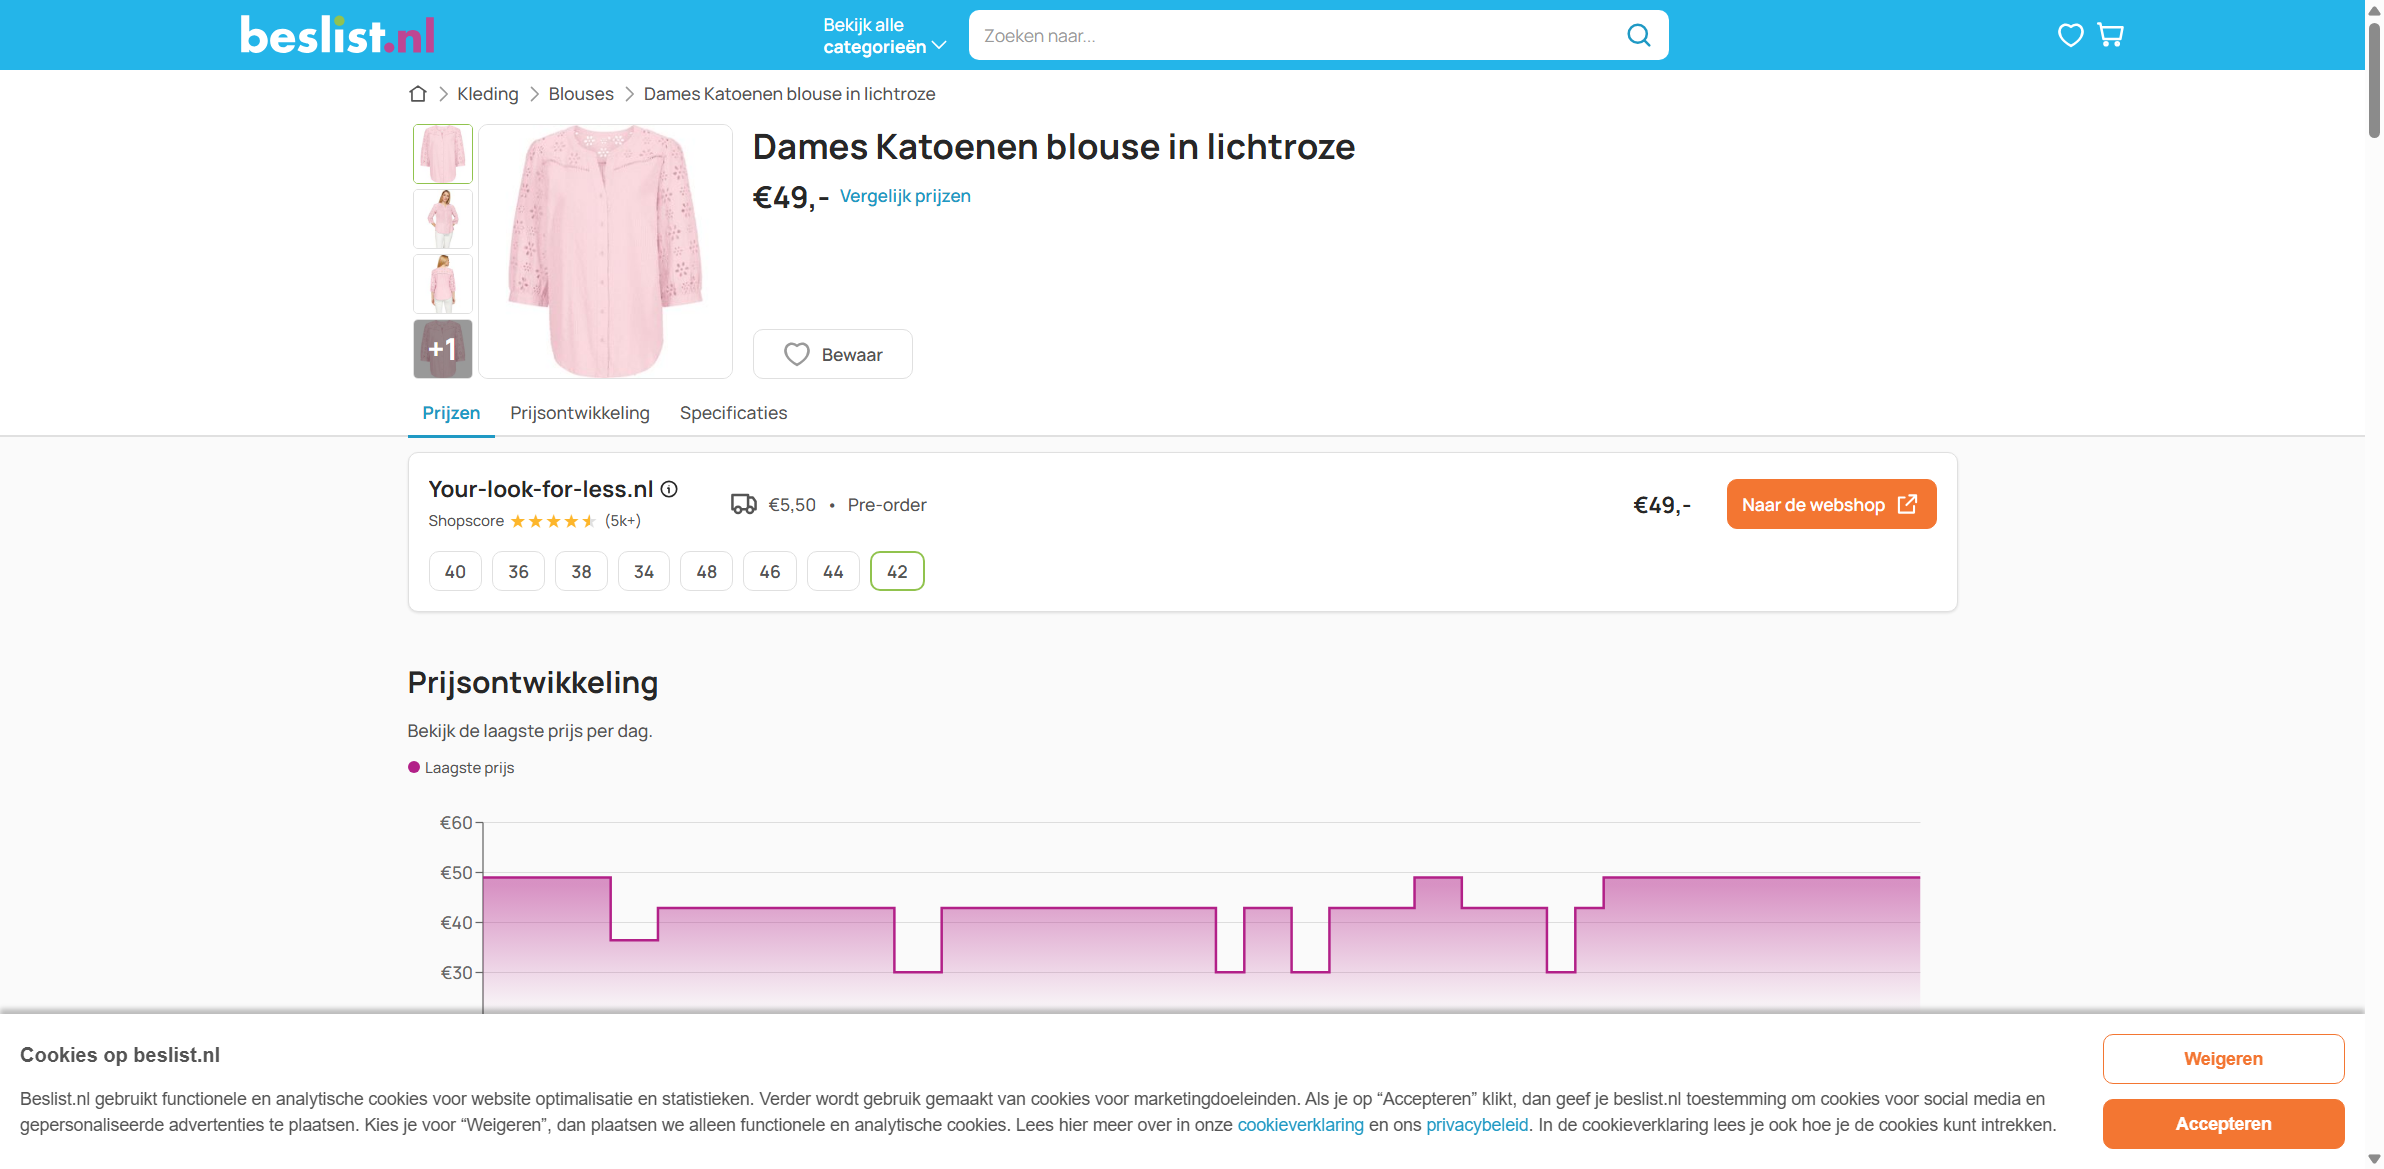 beslist.nl
Bekijk alle
categorieën
Zoeken naar...
Kleding
Blouses
Dames Katoenen blouse in lichtroze
Dames Katoenen blouse in lichtroze
€49,- Vergelijk prijzen
+1
Bewaar
Prijzen
Prijsontwikkeling
Specificaties
Your-look-for-less.nl
Shopscore (5k+)
€5,50 • Pre-order
€49,-
Naar de webshop
40 36 38 34 48 46 44 42
Prijsontwikkeling
Bekijk de laagste prijs per dag.
Laagste prijs
€60
€50
€40
€30
Cookies op beslist.nl
Beslist.nl gebruikt functionele en analytische cookies voor website optimalisatie en statistieken. Verder wordt gebruik gemaakt van cookies voor marketingdoeleinden. Als je op “Accepteren” klikt, dan geef je beslist.nl toestemming om cookies voor social media en
gepersonaliseerde advertenties te plaatsen. Kies je voor “Weigeren”, dan plaatsen we alleen functionele en analytische cookies. Lees hier meer over in onze cookieverklaring en ons privacybeleid. In de cookieverklaring lees je ook hoe je de cookies kunt intrekken.
Weigeren
Accepteren